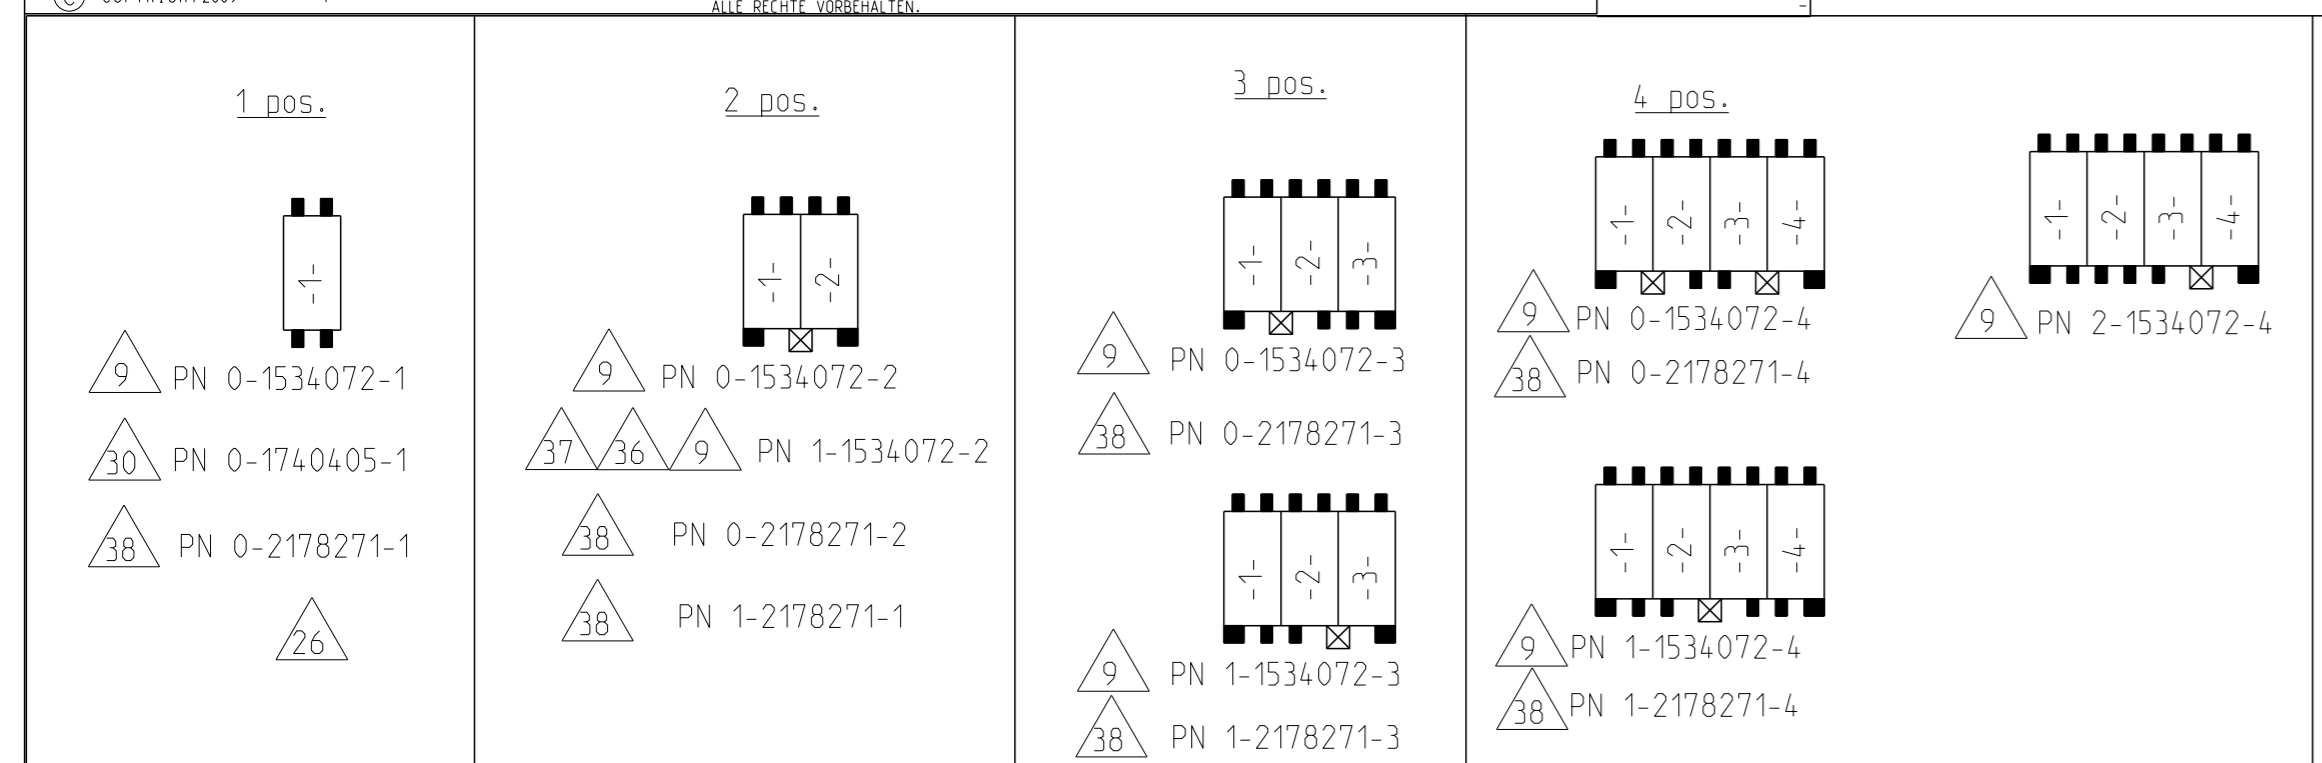 ALLE RECHTE VORBEHALTEN.
-
1 pos.
-1-
9 PN 0-1534072-1
30 PN 0-1740405-1
38 PN 0-2178271-1
26
2 pos.
-1- -2-
9 PN 0-1534072-2
37 36 9 PN 1-1534072-2
38 PN 0-2178271-2
38 PN 1-2178271-1
3 pos.
-1- -2- -3-
9 PN 0-1534072-3
38 PN 0-2178271-3
-1- -2- -3-
9 PN 1-1534072-3
38 PN 1-2178271-3
4 pos.
-1- -2- -3- -4-
9 PN 0-1534072-4
38 PN 0-2178271-4
-1- -2- -3- -4-
9 PN 1-1534072-4
38 PN 1-2178271-4
-1- -2- -3- -4-
9 PN 2-1534072-4